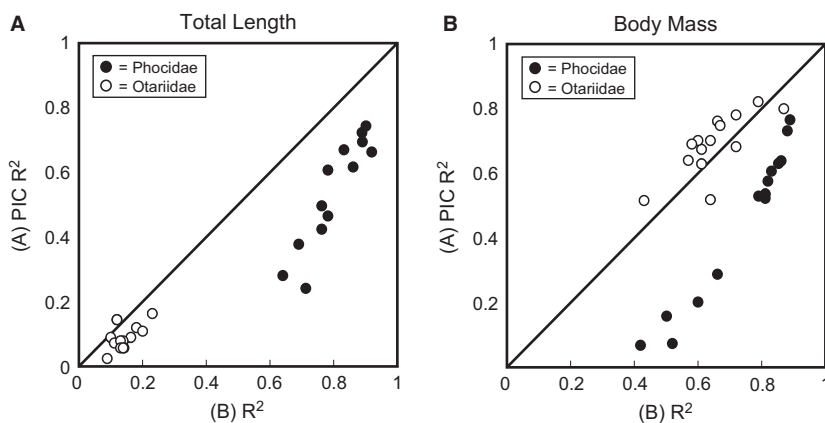 A
Total Length
1
0.8
0.6
0.4
0.2
0
0.2
0.4
0.6
0.8
1
(A) PIC R²
(B) R²
● = Phocidae
○ = Otariidae
B
Body Mass
1
0.8
0.6
0.4
0.2
0
0.2
0.4
0.6
0.8
1
(A) PIC R²
(B) R²
● = Phocidae
○ = Otariidae